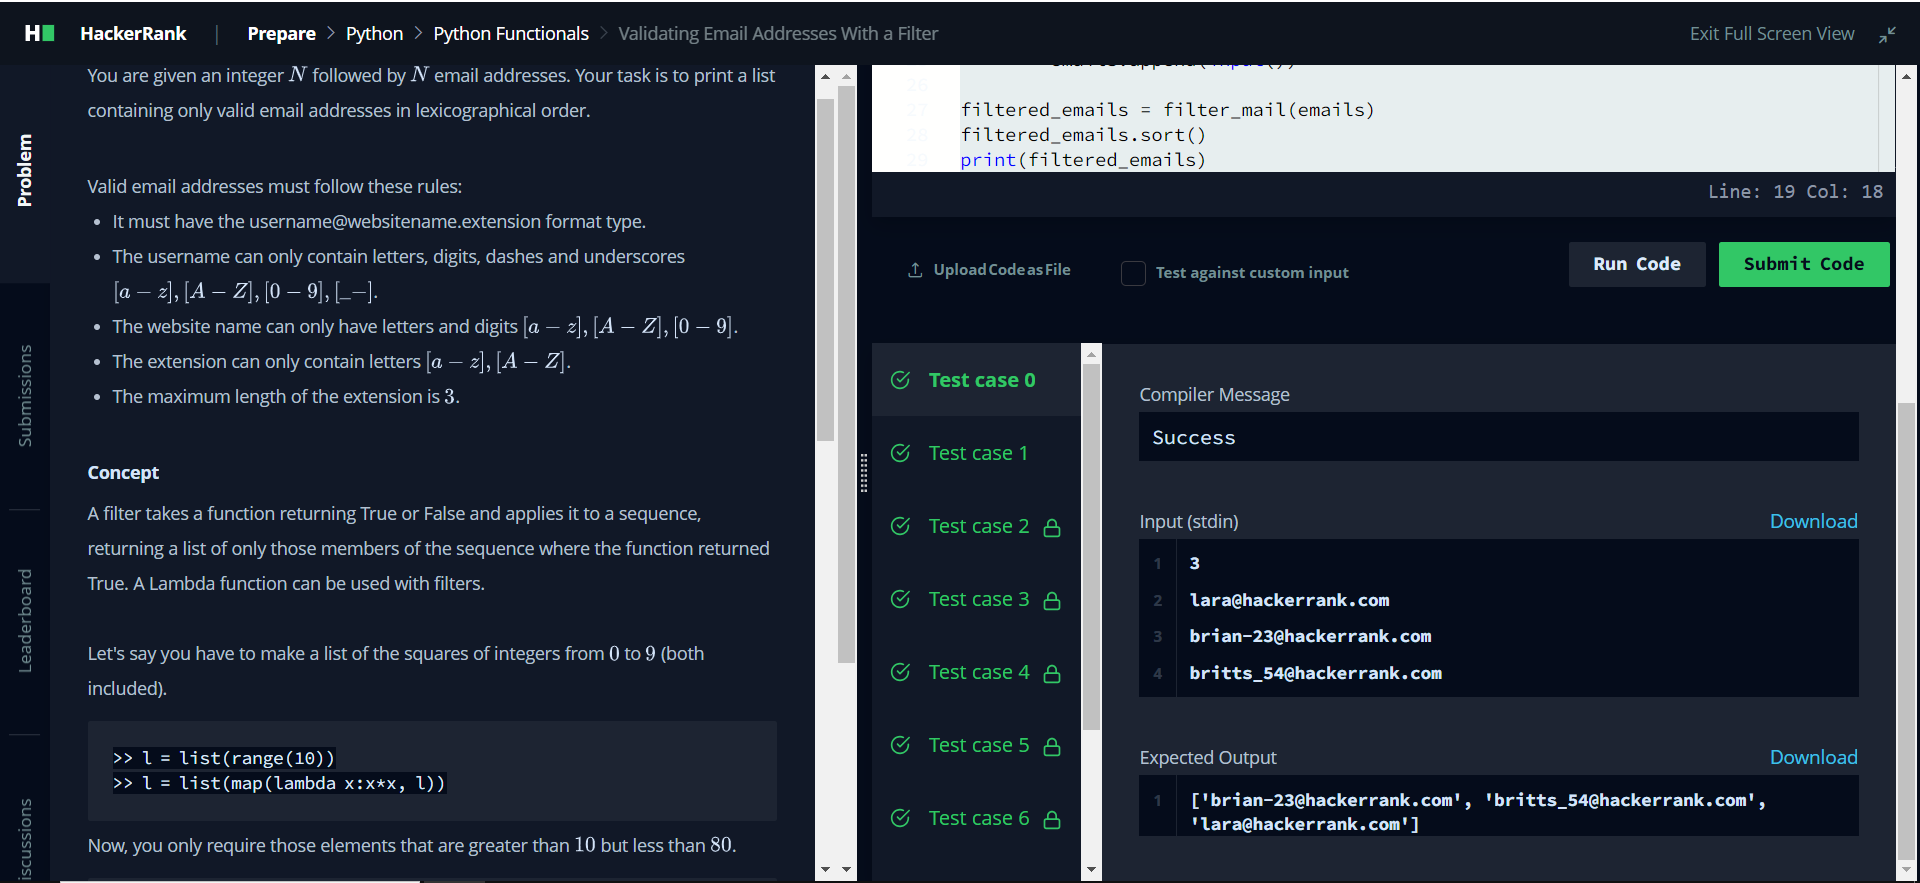 HackerRank | Prepare > Python > Python Functionals > Validating Email Addresses With a Filter
Exit Full Screen View
Problem
Submissions
Leaderboard
iscussions
You are given an integer N followed by N email addresses. Your task is to print a list
containing only valid email addresses in lexicographical order.
Valid email addresses must follow these rules:
• It must have the username@websitename.extension format type.
• The username can only contain letters, digits, dashes and underscores
[a − z], [A − Z], [0 − 9], [_−].
• The website name can only have letters and digits [a − z], [A − Z], [0 − 9].
• The extension can only contain letters [a − z], [A − Z].
• The maximum length of the extension is 3.
Concept
A filter takes a function returning True or False and applies it to a sequence,
returning a list of only those members of the sequence where the function returned
True. A Lambda function can be used with filters.
Let's say you have to make a list of the squares of integers from 0 to 9 (both
included).
>> l = list(range(10))
>> l = list(map(lambda x:x*x, l))
Now, you only require those elements that are greater than 10 but less than 80.
26
27 filtered_emails = filter_mail(emails)
28 filtered_emails.sort()
29 print(filtered_emails)
Line: 19 Col: 18
Upload Code as File
Test against custom input
Run Code
Submit Code
Test case 0
Test case 1
Test case 2
Test case 3
Test case 4
Test case 5
Test case 6
Compiler Message
Success
Input (stdin)
Download
1 3
2 lara@hackerrank.com
3 brian-23@hackerrank.com
4 britts_54@hackerrank.com
Expected Output
Download
1 ['brian-23@hackerrank.com', 'britts_54@hackerrank.com',
'lara@hackerrank.com']